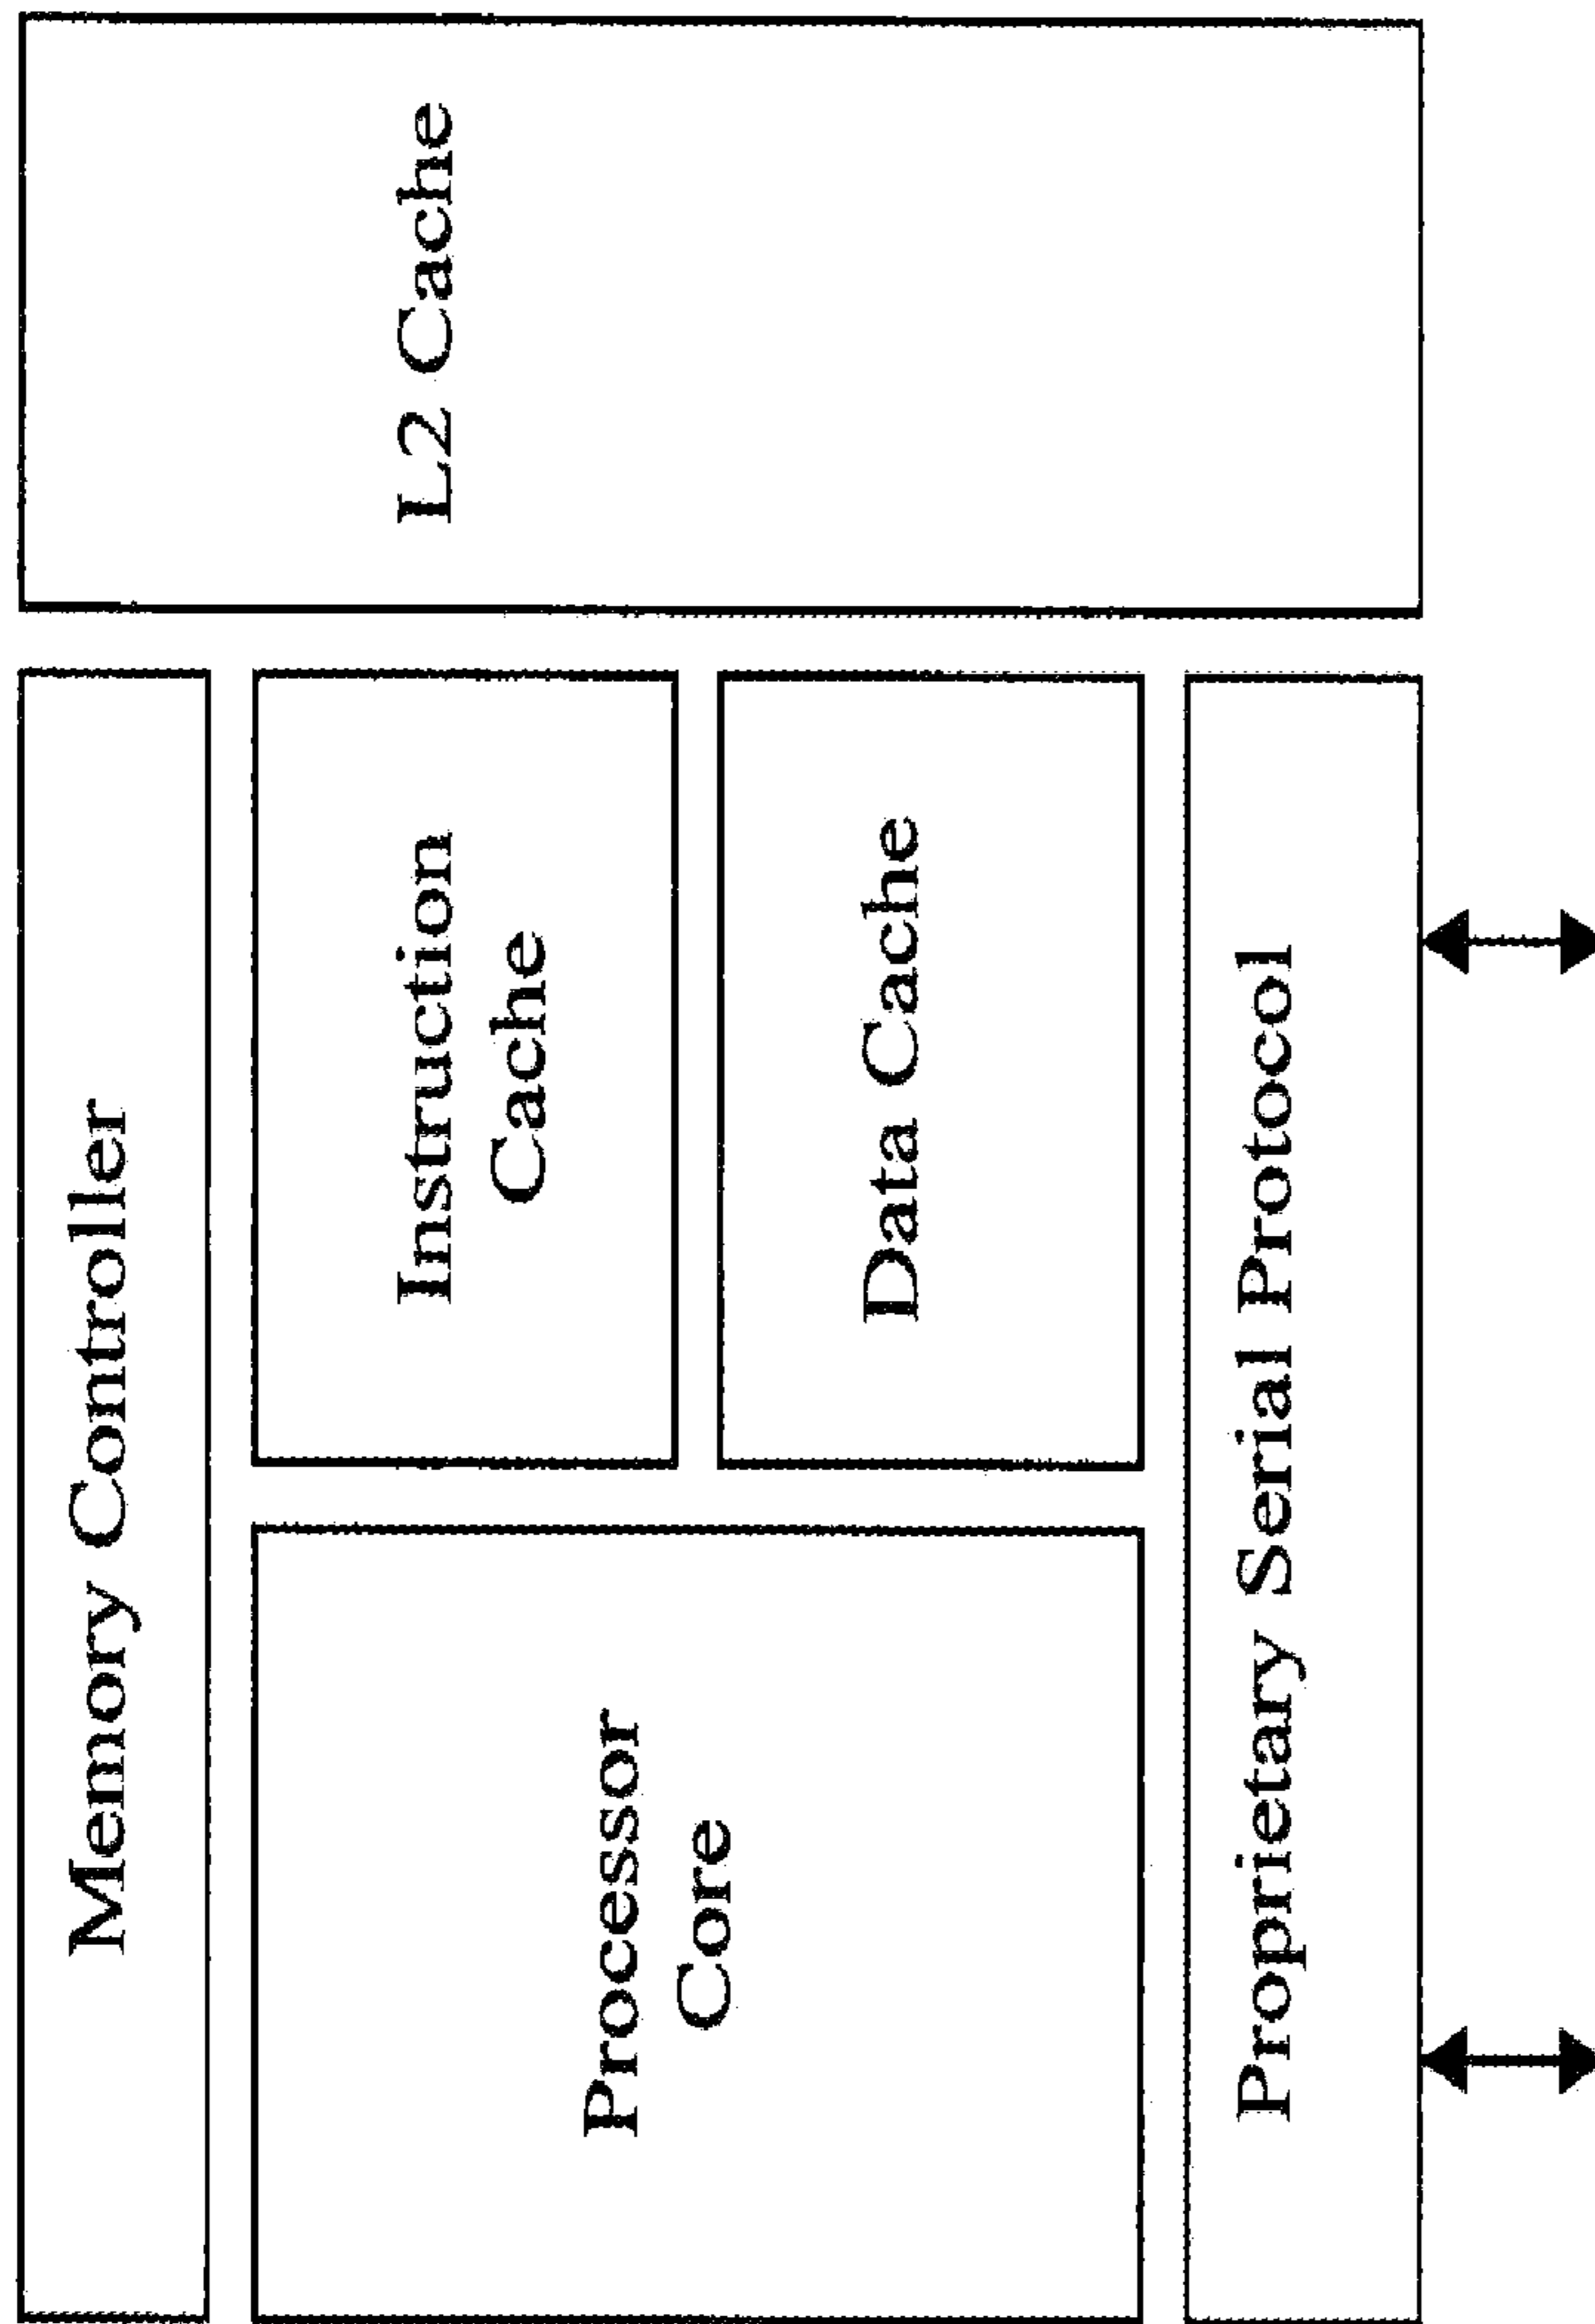 Memory Controller
Processor
Core
Instruction
Cache
Data Cache
L2 Cache
Proprietary Serial Protocol